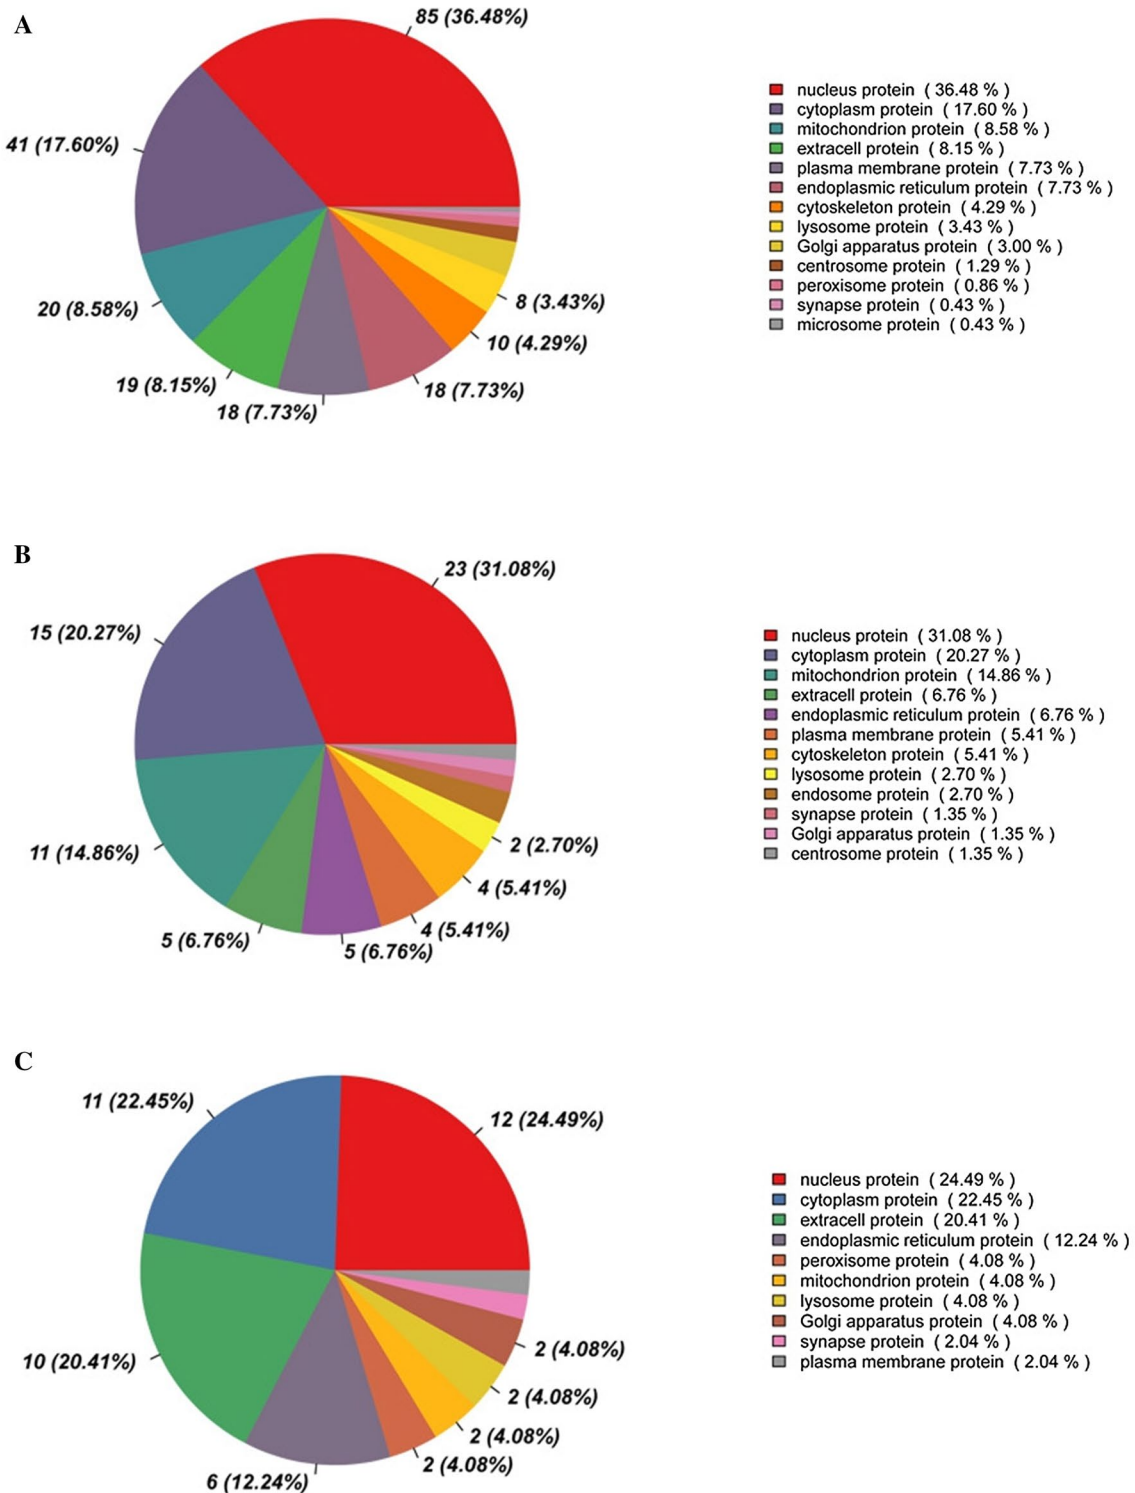 A
85 (36.48%)
41 (17.60%)
20 (8.58%)
19 (8.15%)
18 (7.73%)
18 (7.73%)
10 (4.29%)
8 (3.43%)
nucleus protein ( 36.48 % )
cytoplasm protein ( 17.60 % )
mitochondrion protein ( 8.58 % )
extracell protein ( 8.15 % )
plasma membrane protein ( 7.73 % )
endoplasmic reticulum protein ( 7.73 % )
cytoskeleton protein ( 4.29 % )
lysosome protein ( 3.43 % )
Golgi apparatus protein ( 3.00 % )
centrosome protein ( 1.29 % )
peroxisome protein ( 0.86 % )
synapse protein ( 0.43 % )
microsome protein ( 0.43 % )
B
23 (31.08%)
15 (20.27%)
11 (14.86%)
5 (6.76%)
5 (6.76%)
4 (5.41%)
4 (5.41%)
2 (2.70%)
nucleus protein ( 31.08 % )
cytoplasm protein ( 20.27 % )
mitochondrion protein ( 14.86 % )
extracell protein ( 6.76 % )
endoplasmic reticulum protein ( 6.76 % )
plasma membrane protein ( 5.41 % )
cytoskeleton protein ( 5.41 % )
lysosome protein ( 2.70 % )
endosome protein ( 2.70 % )
synapse protein ( 1.35 % )
Golgi apparatus protein ( 1.35 % )
centrosome protein ( 1.35 % )
C
12 (24.49%)
11 (22.45%)
10 (20.41%)
6 (12.24%)
2 (4.08%)
2 (4.08%)
2 (4.08%)
2 (4.08%)
nucleus protein ( 24.49 % )
cytoplasm protein ( 22.45 % )
extracell protein ( 20.41 % )
endoplasmic reticulum protein ( 12.24 % )
peroxisome protein ( 4.08 % )
mitochondrion protein ( 4.08 % )
lysosome protein ( 4.08 % )
Golgi apparatus protein ( 4.08 % )
synapse protein ( 2.04 % )
plasma membrane protein ( 2.04 % )